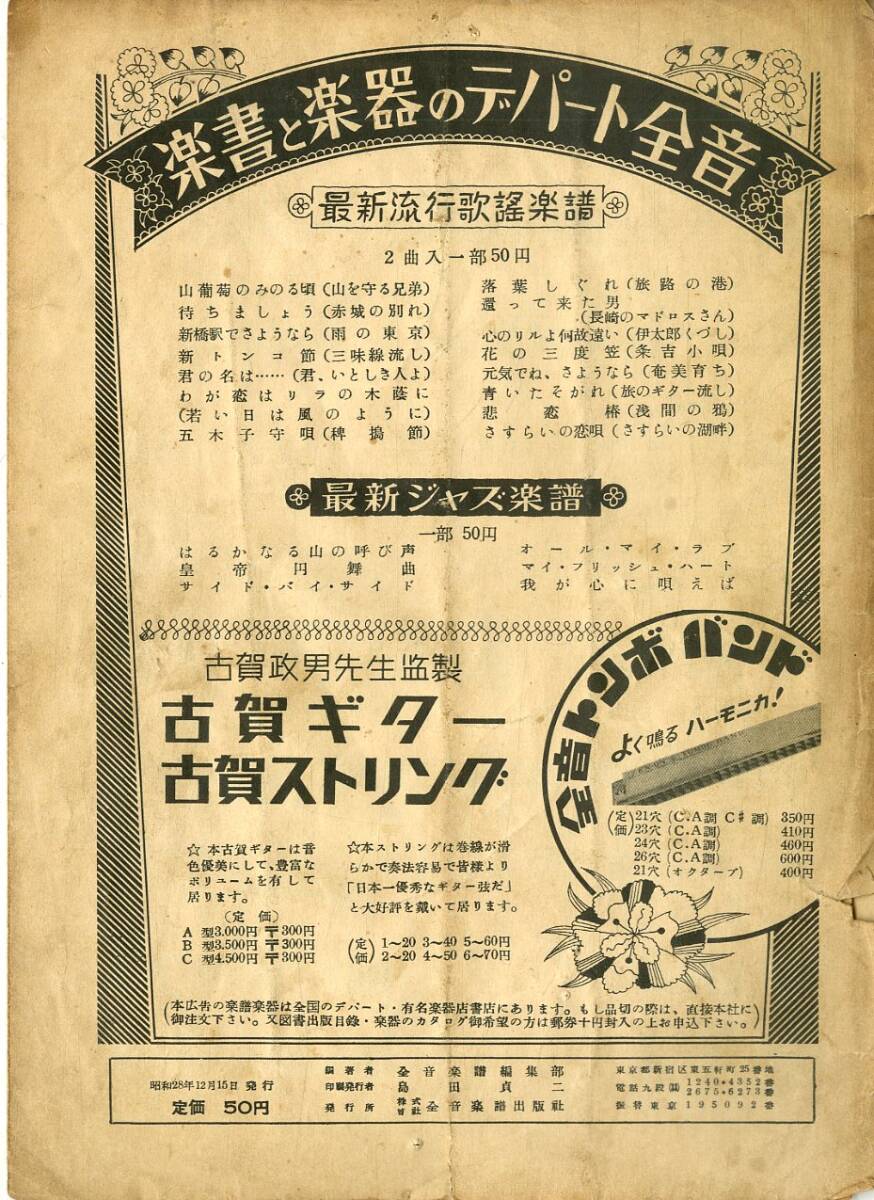 楽書と楽器のデパート全音
最新流行歌謠楽譜
2曲入一部50円
山葡萄のみのる頃(山を守る兄弟)
待ちましょう(赤城の別れ)
新橋駅でさようなら(雨の東京)
新トンコ節(三味線流し)
君の名は……(君、いとしき人よ)
わが恋はリラの木蔭に
(若い日は風のように)
五木子守唄(稗搗節)
落葉しぐれ(旅路の港)
還って来た男
(長崎のマドロスさん)
心のリルよ何故遠い(伊太郎くづし)
花の三度笠(条吉小唄)
元気でね、さようなら(奄美育ち)
青いたそがれ(旅のギター流し)
悲恋椿(浅間の鴉)
さすらいの恋唄(さすらいの湖畔)
最新ジャズ楽譜
一部50円
はるかなる山の呼び声
皇帝円舞曲
サイド・バイ・サイド
オール・マイ・ラブ
マイ・フリッシュ・ハート
我が心に唄えば
古賀政男先生监製
古賀ギター
古賀ストリング
☆本古賀ギターは音
色優美にして、豊富な
ボリュームを有して
居ります。
(定価)
A型3.000円〒300円
B型3.500円〒300円
C型4.500円〒300円
☆本ストリングは巻線が滑
らかで奏法容易で皆様より
「日本一優秀なギター弦だ」
と大好評を戴いて居ります。
(定価)1~20 3~40 5~60円
2~20 4~50 6~70円
全音トンボバンド
よく鳴るハーモニカ!
(定価)21穴(C.A調 C♯調)350円
23穴(C.A調)410円
24穴(C.A調)460円
26穴(C.A調)600円
21穴(オクターブ)400円
(本広告の楽譜楽器は全国のデパート・有名楽器店書店にあります。もし品切の際は、直接本社に
御注文下さい。又図書出版目録・楽器のカタログ御希望の方は郵券十円封入の上お申込下さい。)
昭和28年12月15日 発行
定価 50円
編著者 全音楽譜編集部
印刷発行者 島田貞二
発行所 株式会社 全音楽譜出版社
東京都新宿区東五軒町25番地
電話九段(33)1240・4352番
2675・6273番
振替東京195092番